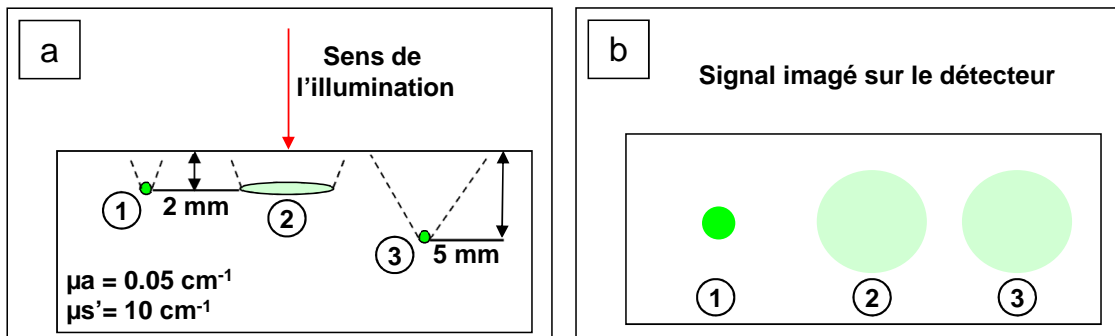 a
Sens de
l'illumination
1
2 mm
2
3
5 mm
µa = 0.05 cm-1
µs'= 10 cm-1
b
Signal imagé sur le détecteur
1
2
3